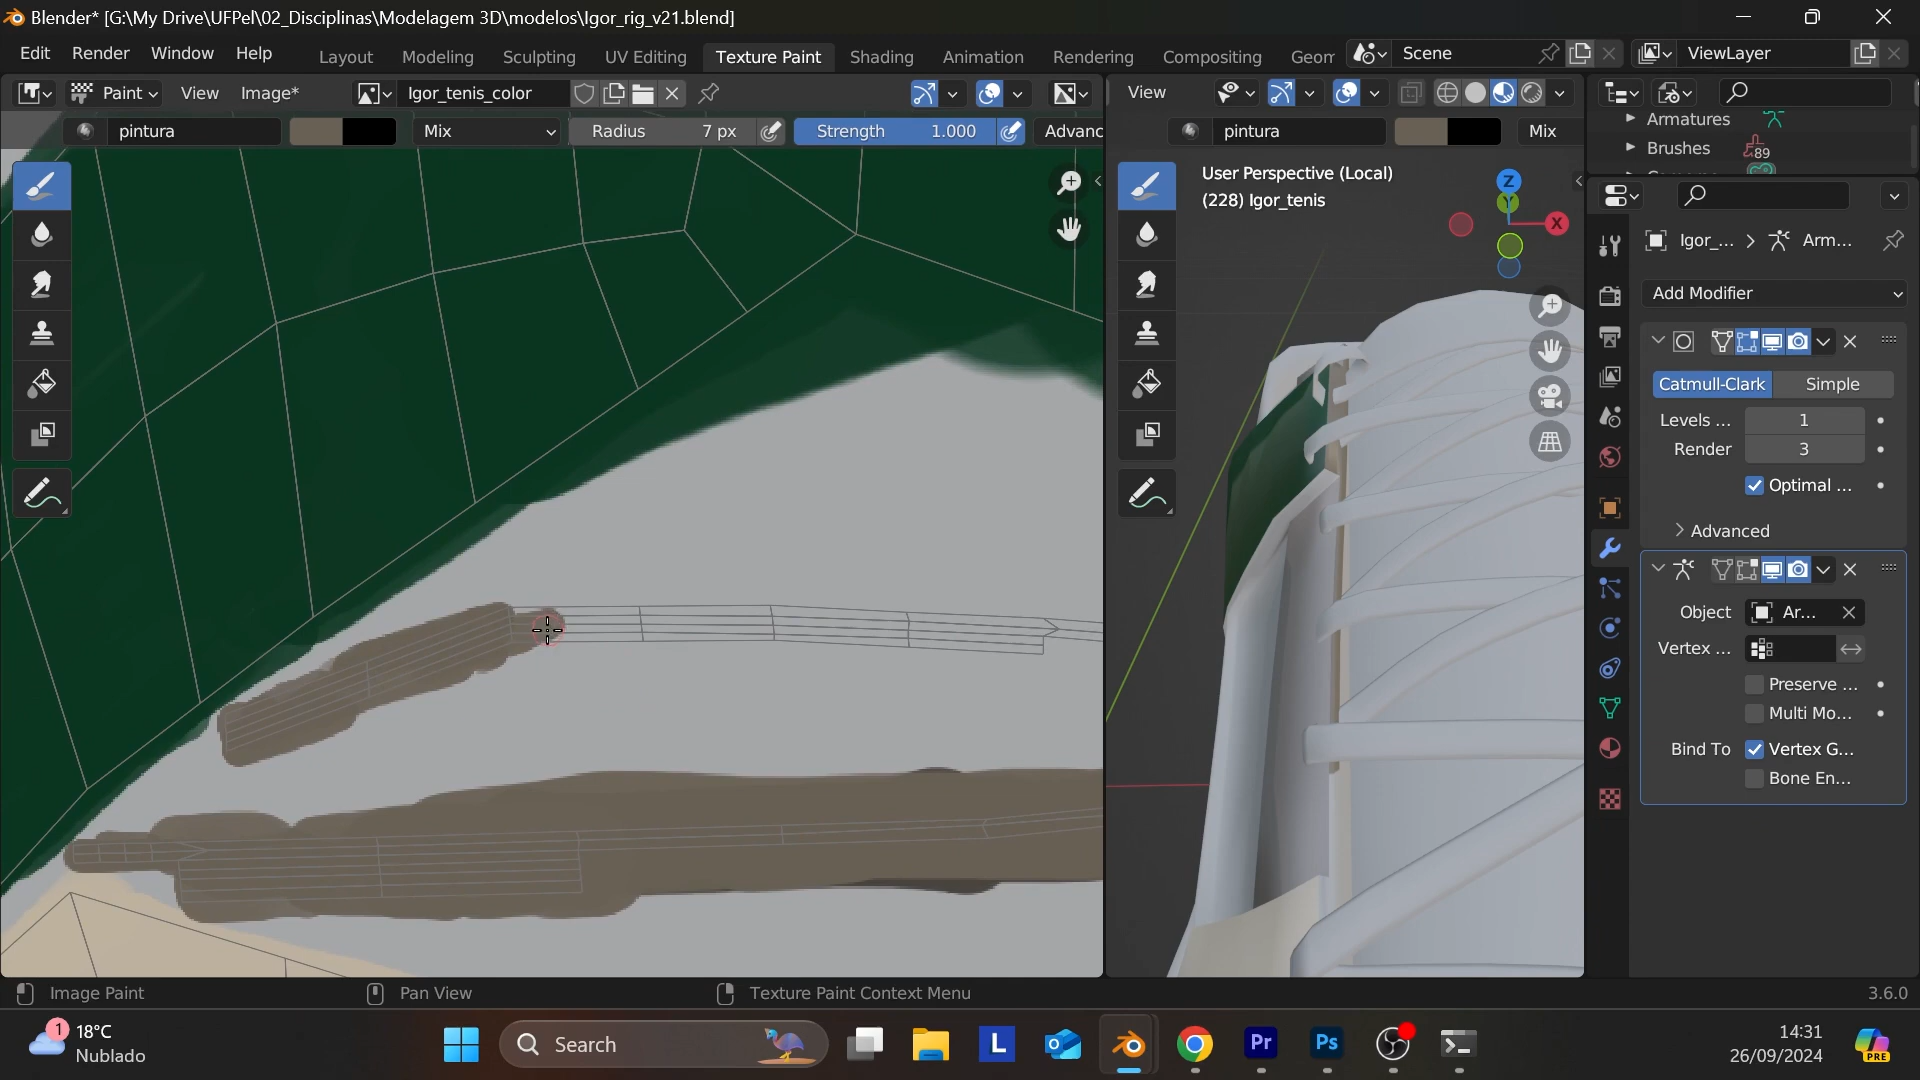 Blender* [G:\My Drive\UFPel\02_Disciplinas\Modelagem 3D\modelos\Igor_rig_v21.blend]
Edit Render Window Help Layout Modeling Sculpting UV Editing Texture Paint Shading Animation Rendering Compositing Geom Scene ViewLayer
Paint View Image* Igor_tenis_color View
pintura Mix Radius 7 px Strength 1.000 Advanc pintura Mix
Armatures
Brushes 89
User Perspective (Local)
(228) Igor_tenis
Z
Y
X
Igor_... Arm...
Add Modifier
Catmull-Clark Simple
Levels ... 1
Render 3
Optimal ...
Advanced
Object Ar...
Vertex ...
Preserve ...
Multi Mo...
Bind To Vertex G...
Bone En...
Image Paint Pan View Texture Paint Context Menu 3.6.0
1 18°C
Nublado
Search
L
Pr
Ps
14:31
26/09/2024
PRE